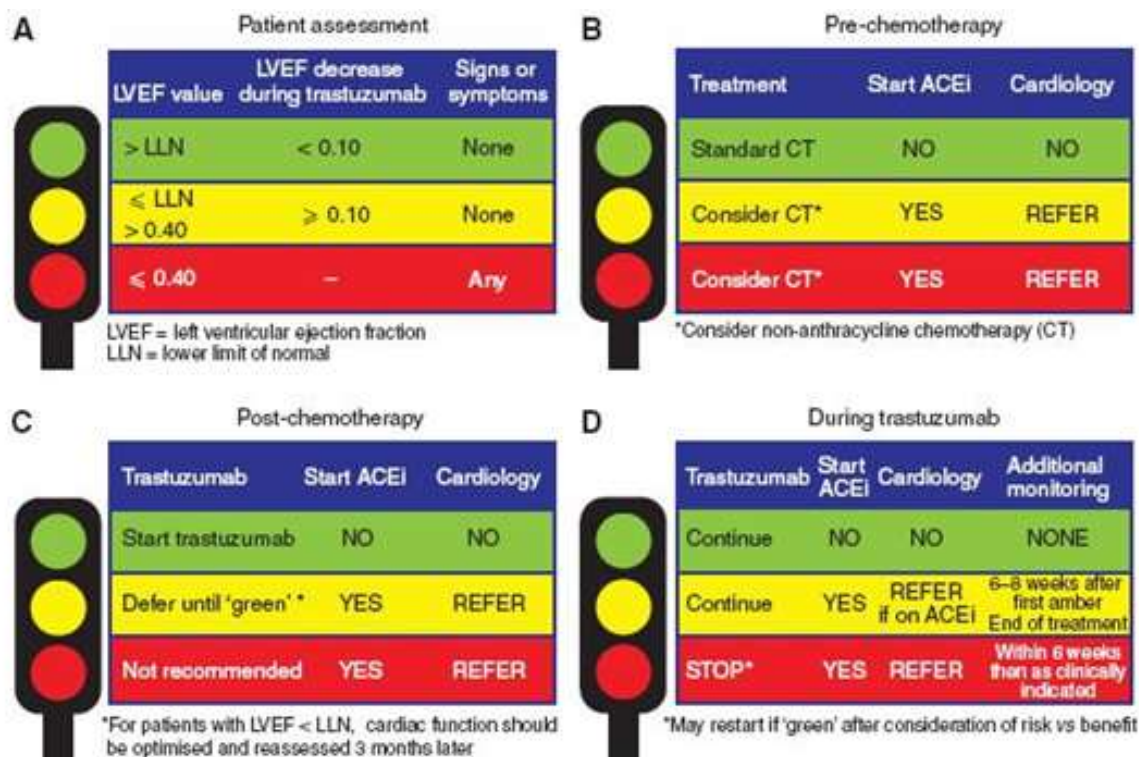 A
Patient assessment
LVEF value
LVEF decrease
during trastuzumab
Signs or
symptoms
> LLN < 0.10 None
⩽ LLN
> 0.40
⩾ 0.10 None
⩽ 0.40 – Any
LVEF = left ventricular ejection fraction
LLN = lower limit of normal
B
Pre-chemotherapy
Treatment Start ACEi Cardiology
Standard CT NO NO
Consider CT* YES REFER
Consider CT* YES REFER
*Consider non-anthracycline chemotherapy (CT)
C
Post-chemotherapy
Trastuzumab Start ACEi Cardiology
Start trastuzumab NO NO
Defer until ‘green’ * YES REFER
Not recommended YES REFER
*For patients with LVEF < LLN, cardiac function should
be optimised and reassessed 3 months later
D
During trastuzumab
Trastuzumab
Start
ACEi
Cardiology
Additional
monitoring
Continue NO NO NONE
Continue YES
REFER
if on ACEi
6–8 weeks after
first amber
End of treatment
STOP* YES REFER
Within 6 weeks
then as clinically
indicated
*May restart if ‘green’ after consideration of risk vs benefit